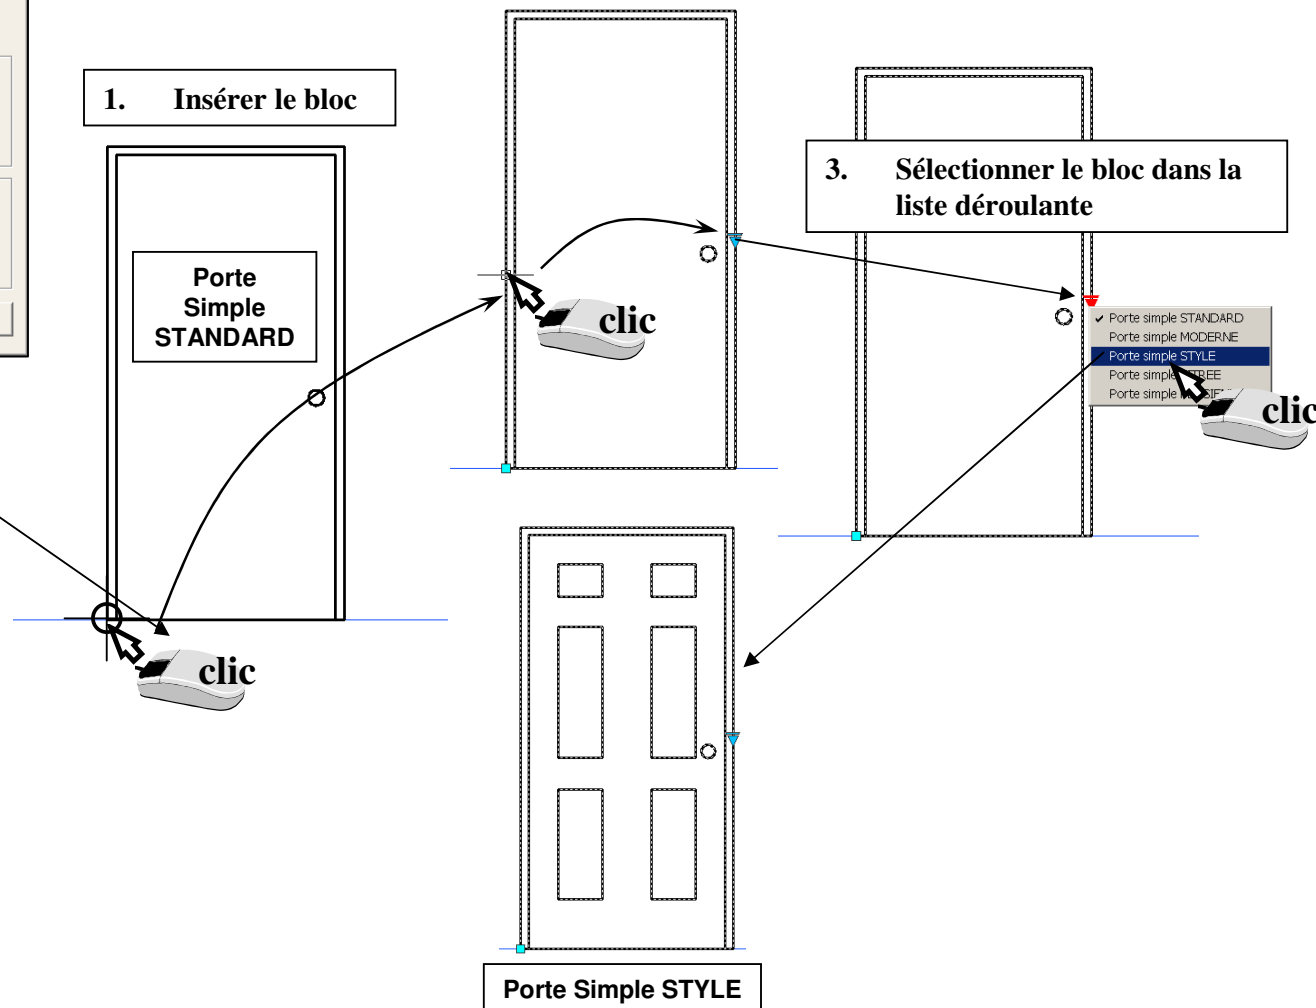 1. Insérer le bloc
Porte
Simple
STANDARD
clic
clic
3. Sélectionner le bloc dans la
liste déroulante
Porte simple STANDARD
Porte simple MODERNE
Porte simple STYLE
Porte simple
Porte simple
clic
Porte Simple STYLE